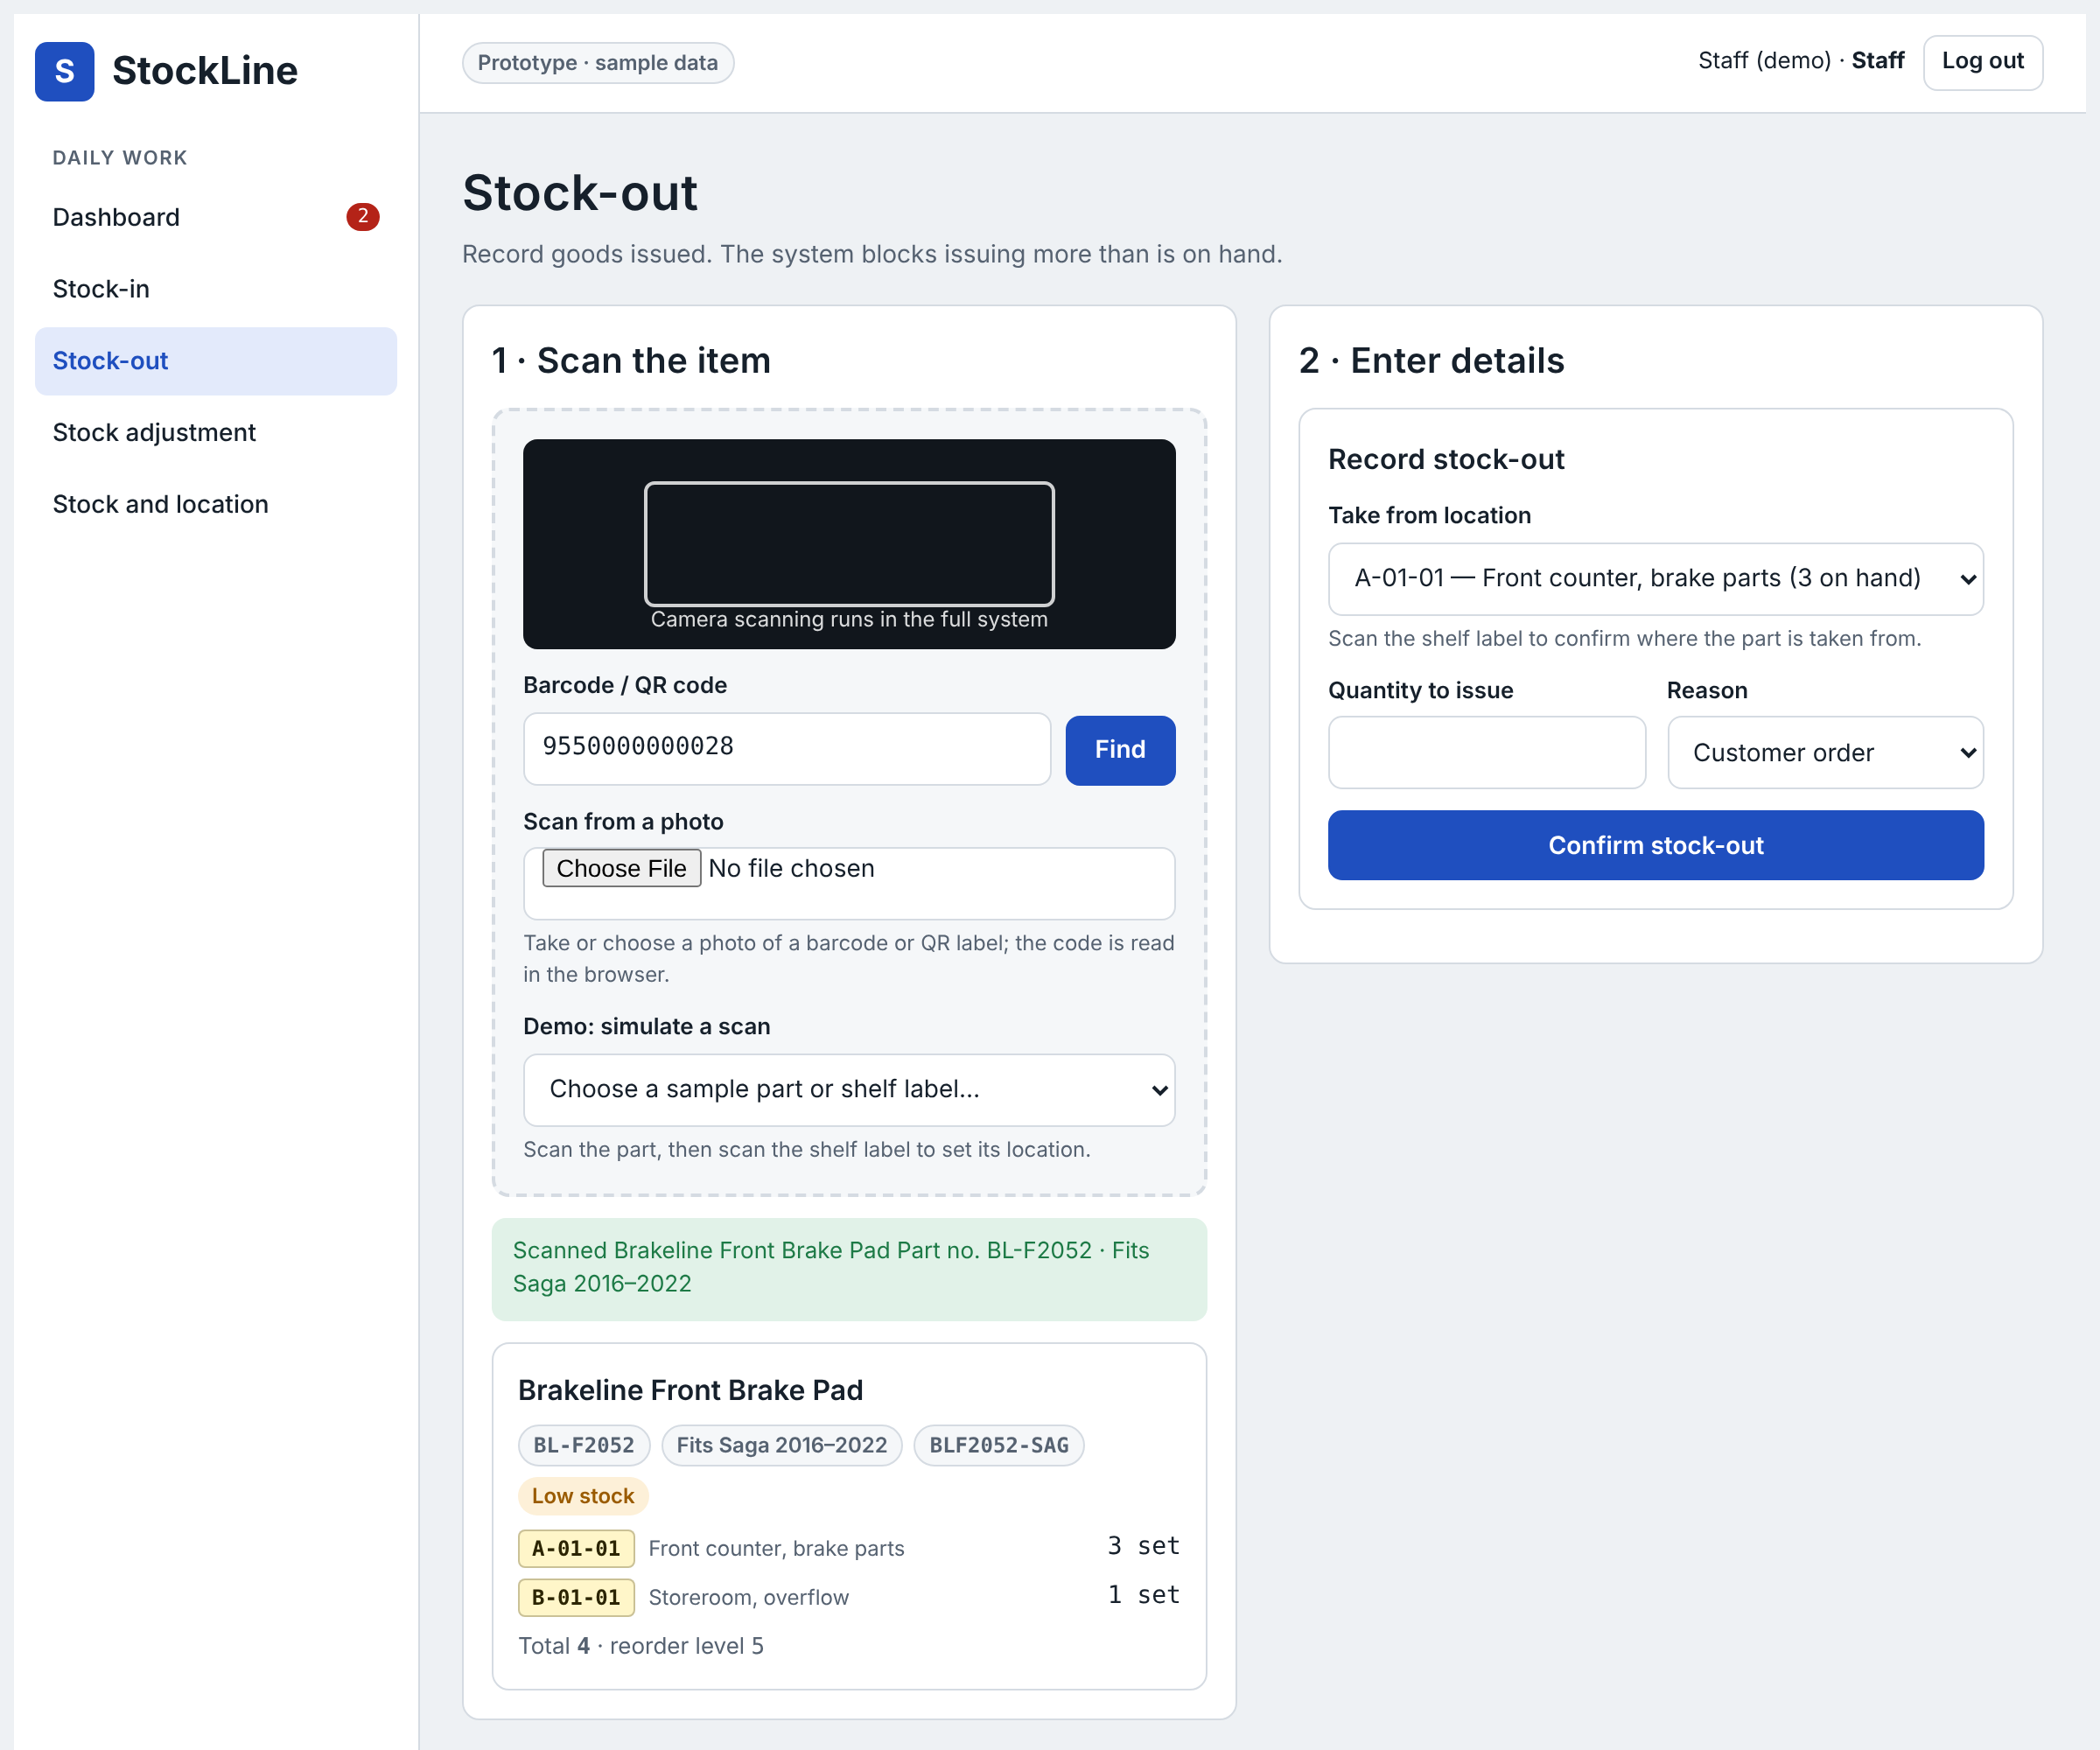 S StockLine
DAILY WORK
Dashboard 2
Stock-in
Stock-out
Stock adjustment
Stock and location
Prototype · sample data
Staff (demo) · Staff
Log out
Stock-out
Record goods issued. The system blocks issuing more than is on hand.
1 · Scan the item
Camera scanning runs in the full system
Barcode / QR code
9550000000028
Find
Scan from a photo
Choose File No file chosen
Take or choose a photo of a barcode or QR label; the code is read
in the browser.
Demo: simulate a scan
Choose a sample part or shelf label...
Scan the part, then scan the shelf label to set its location.
Scanned Brakeline Front Brake Pad Part no. BL-F2052 · Fits
Saga 2016–2022
Brakeline Front Brake Pad
BL-F2052 Fits Saga 2016–2022 BLF2052-SAG
Low stock
A-01-01 Front counter, brake parts 3 set
B-01-01 Storeroom, overflow 1 set
Total 4 · reorder level 5
2 · Enter details
Record stock-out
Take from location
A-01-01 — Front counter, brake parts (3 on hand)
Scan the shelf label to confirm where the part is taken from.
Quantity to issue Reason
Customer order
Confirm stock-out